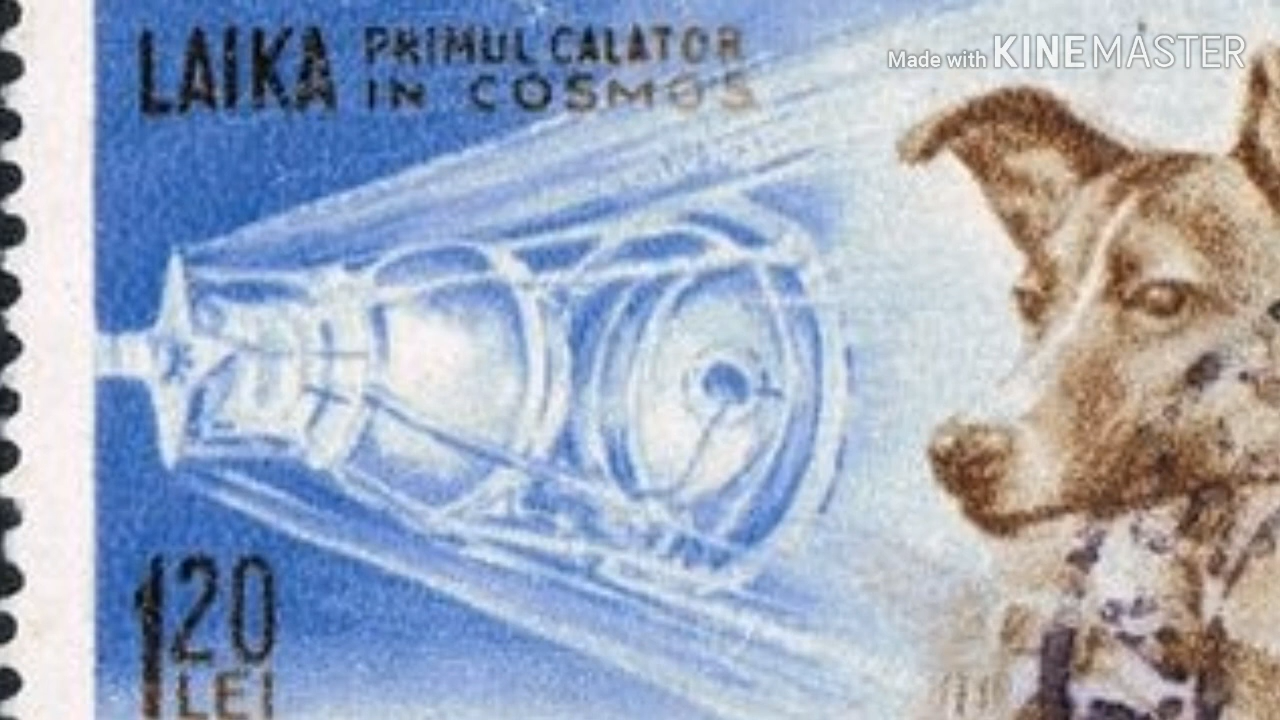 LAIKA PRIMUL CALATOR
IN COSMOS
Made with KINEMASTER
120
LEI